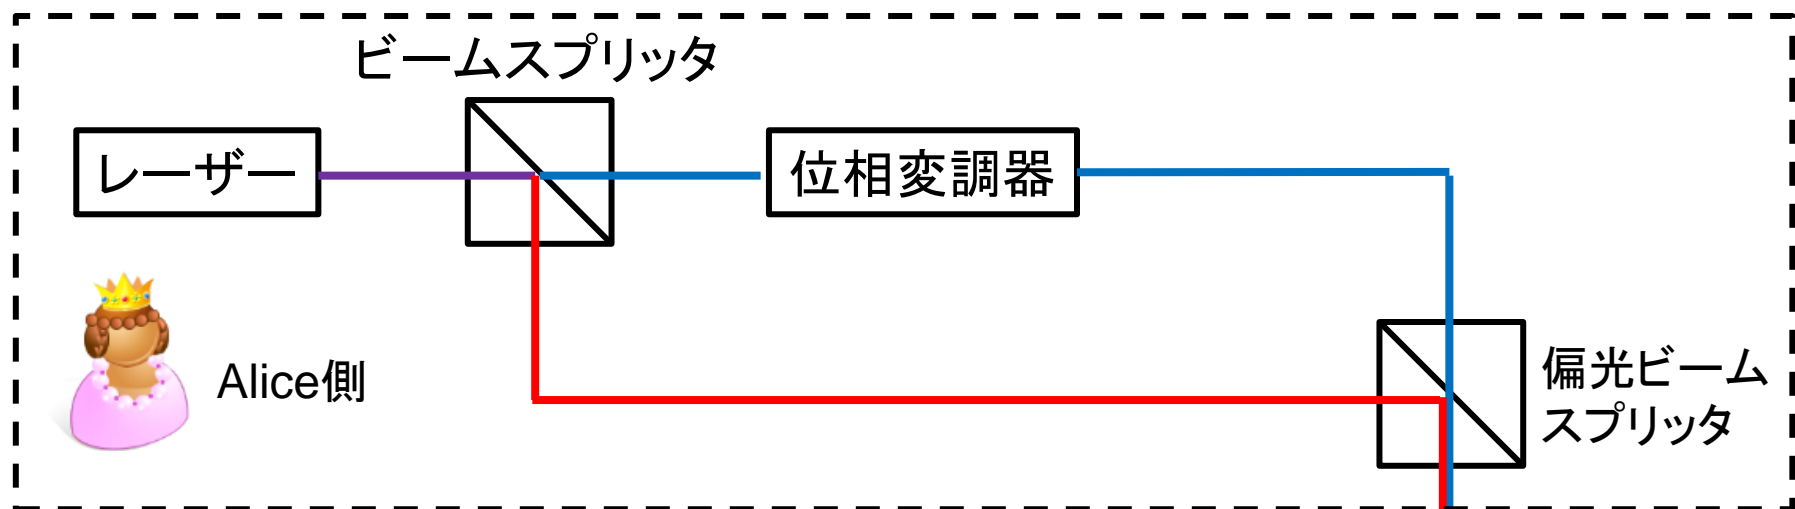 ビームスプリッタ
レーザー
位相変調器
Alice側
偏光ビーム
スプリッタ